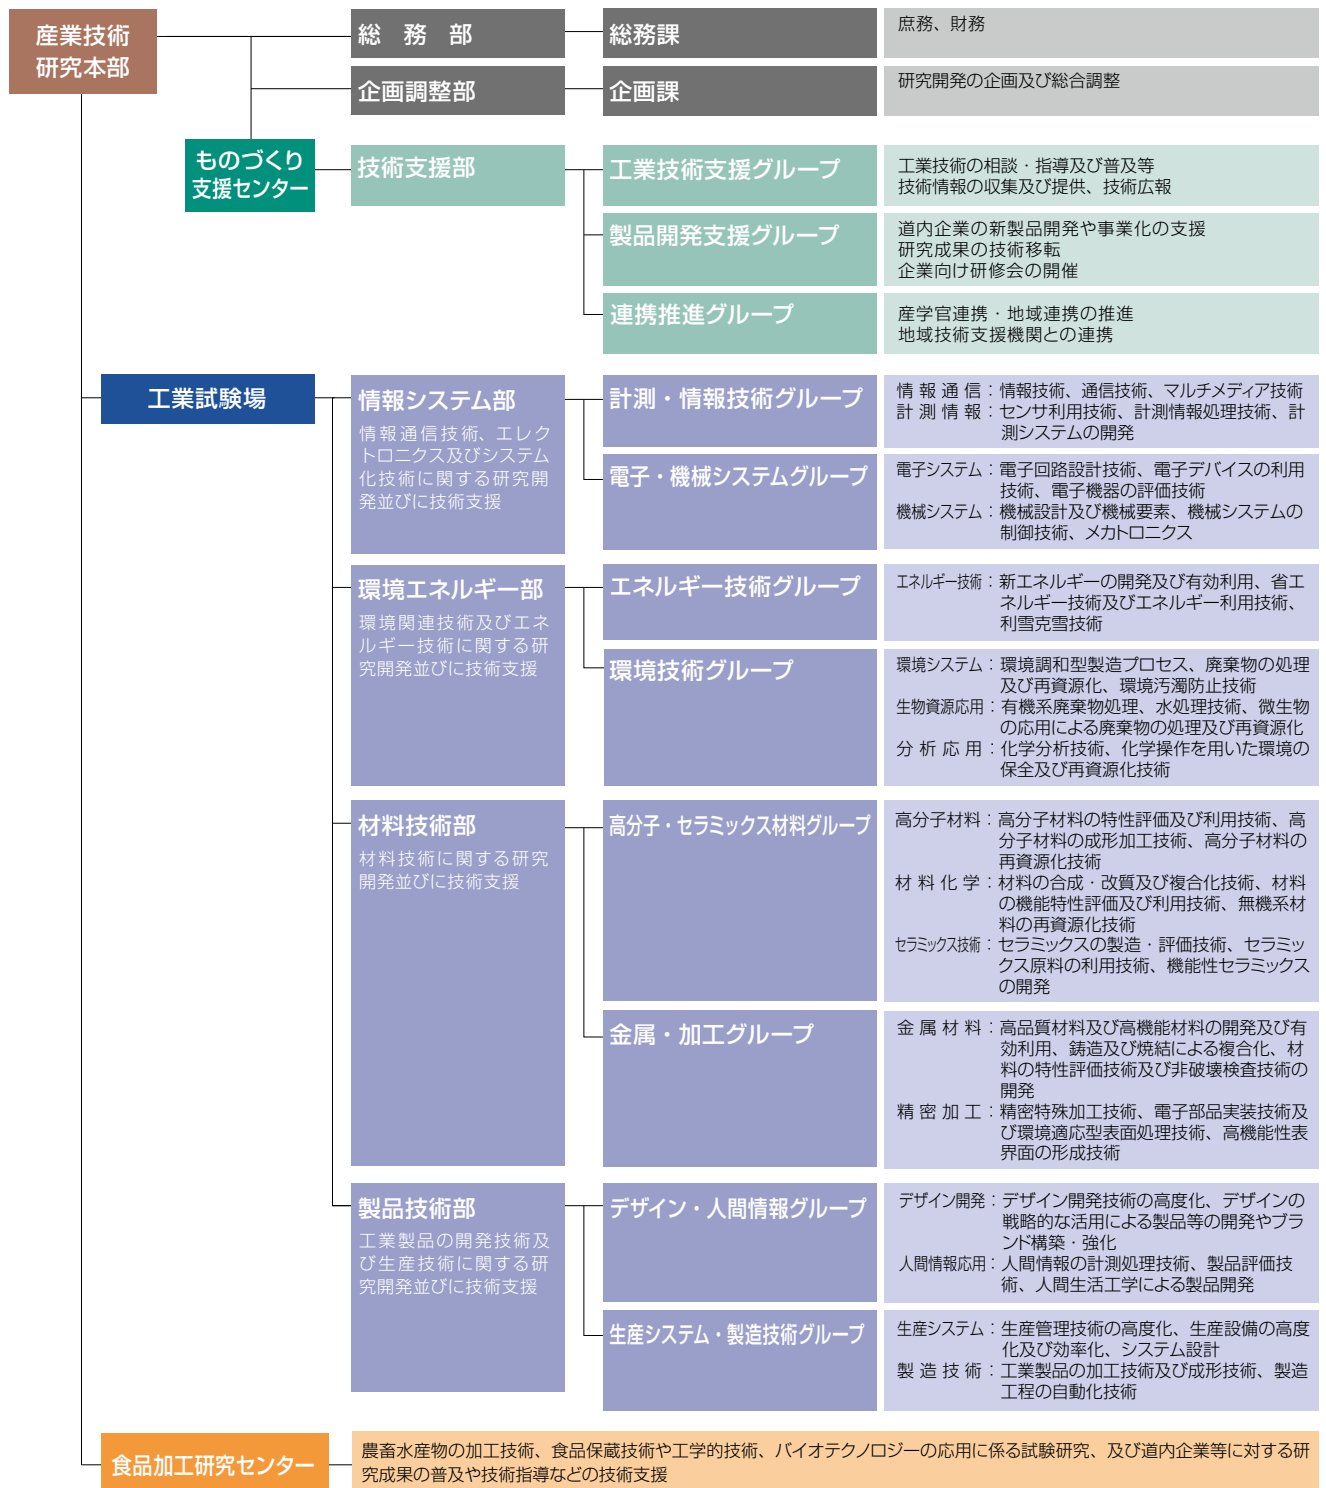 産業技術
研究本部
総務部
総務課
庶務、財務
企画調整部
企画課
研究開発の企画及び総合調整
ものづくり
支援センター
技術支援部
工業技術支援グループ
工業技術の相談・指導及び普及等
技術情報の収集及び提供、技術広報
製品開発支援グループ
道内企業の新製品開発や事業化の支援
研究成果の技術移転
企業向け研修会の開催
連携推進グループ
産学官連携・地域連携の推進
地域技術支援機関との連携
工業試験場
情報システム部
情報通信技術、エレク
トロニクス及びシステム
化技術に関する研究開
発並びに技術支援
計測・情報技術グループ
情報通信：情報技術、通信技術、マルチメディア技術
計測情報：センサ利用技術、計測情報処理技術、計
測システムの開発
電子・機械システムグループ
電子システム：電子回路設計技術、電子デバイスの利用
技術、電子機器の評価技術
機械システム：機械設計及び機械要素、機械システムの
制御技術、メカトロニクス
環境エネルギー部
環境関連技術及びエネ
ルギー技術に関する研
究開発並びに技術支援
エネルギー技術グループ
エネルギー技術：新エネルギーの開発及び有効利用、省エ
ネルギー技術及びエネルギー利用技術、
利雪克雪技術
環境技術グループ
環境システム：環境調和型製造プロセス、廃棄物の処理
及び再資源化、環境汚濁防止技術
生物資源応用：有機系廃棄物処理、水処理技術、微生物
の応用による廃棄物の処理及び再資源化
分析応用：化学分析技術、化学操作を用いた環境の
保全及び再資源化技術
材料技術部
材料技術に関する研究
開発並びに技術支援
高分子・セラミックス材料グループ
高分子材料：高分子材料の特性評価及び利用技術、高
分子材料の成形加工技術、高分子材料の
再資源化技術
材料化学：材料の合成・改質及び複合化技術、材料
の機能特性評価及び利用技術、無機系材
料の再資源化技術
セラミックス技術：セラミックスの製造・評価技術、セラミッ
クス原料の利用技術、機能性セラミックス
の開発
金属・加工グループ
金属材料：高品質材料及び高機能材料の開発及び有
効利用、鋳造及び焼結による複合化、材
料の特性評価技術及び非破壊検査技術の
開発
精密加工：精密特殊加工技術、電子部品実装技術及
び環境適応型表面処理技術、高機能性表
界面の形成技術
製品技術部
工業製品の開発技術及
び生産技術に関する研
究開発並びに技術支援
デザイン・人間情報グループ
デザイン開発：デザイン開発技術の高度化、デザインの
戦略的な活用による製品等の開発やブラ
ンド構築・強化
人間情報応用：人間情報の計測処理技術、製品評価技
術、人間生活工学による製品開発
生産システム・製造技術グループ
生産システム：生産管理技術の高度化、生産設備の高度
化及び効率化、システム設計
製造技術：工業製品の加工技術及び成形技術、製造
工程の自動化技術
食品加工研究センター
農畜水産物の加工技術、食品保蔵技術や工学的技術、バイオテクノロジーの応用に係る試験研究、及び道内企業等に対する研
究成果の普及や技術指導などの技術支援